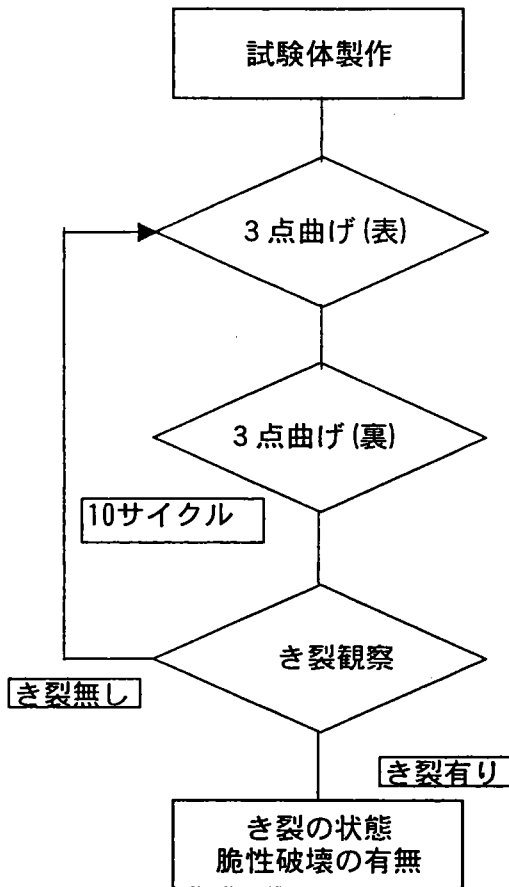 試験体製作
3点曲げ(表)
3点曲げ(裏)
10サイクル
き裂観察
き裂無し
き裂有り
き裂の状態
脆性破壊の有無